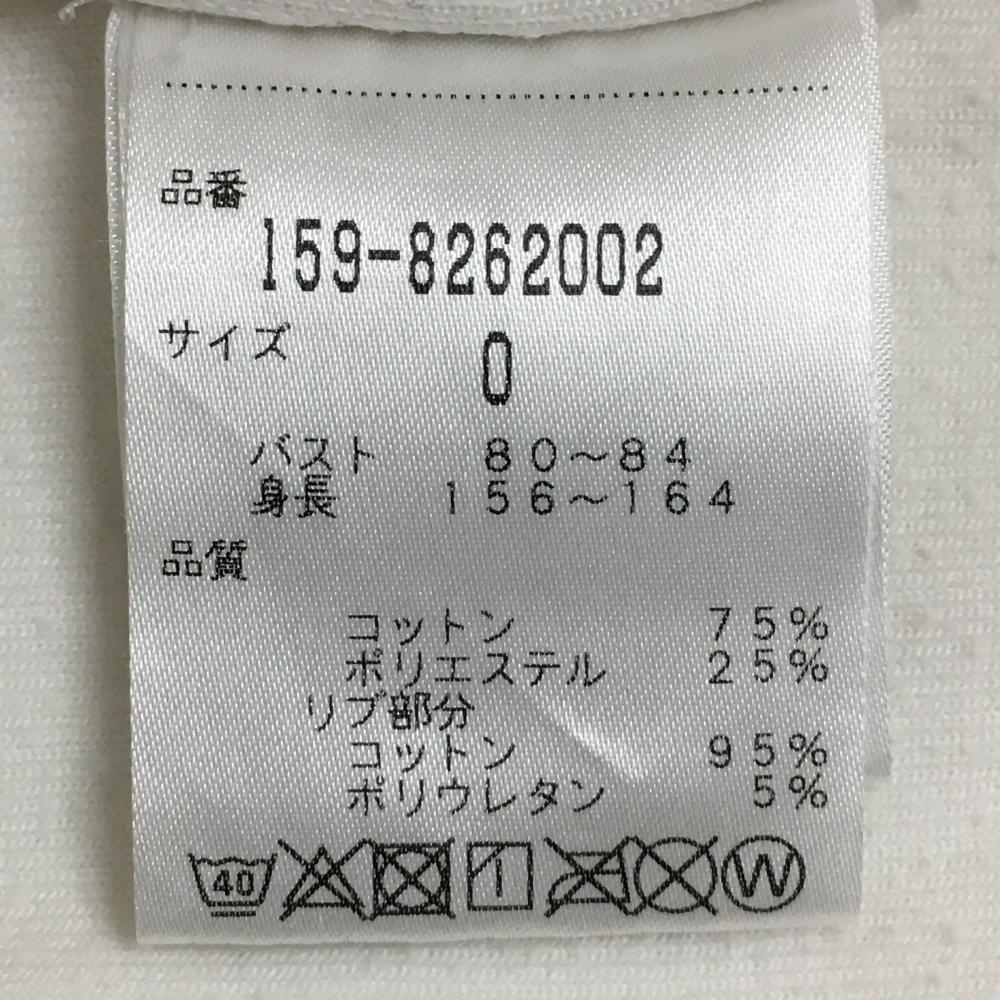 品番
159-8262002
サイズ
0
バスト 80～84
身長 156～164
品質
コットン 75%
ポリエステル 25%
リブ部分
コットン 95%
ポリウレタン 5%
40 W